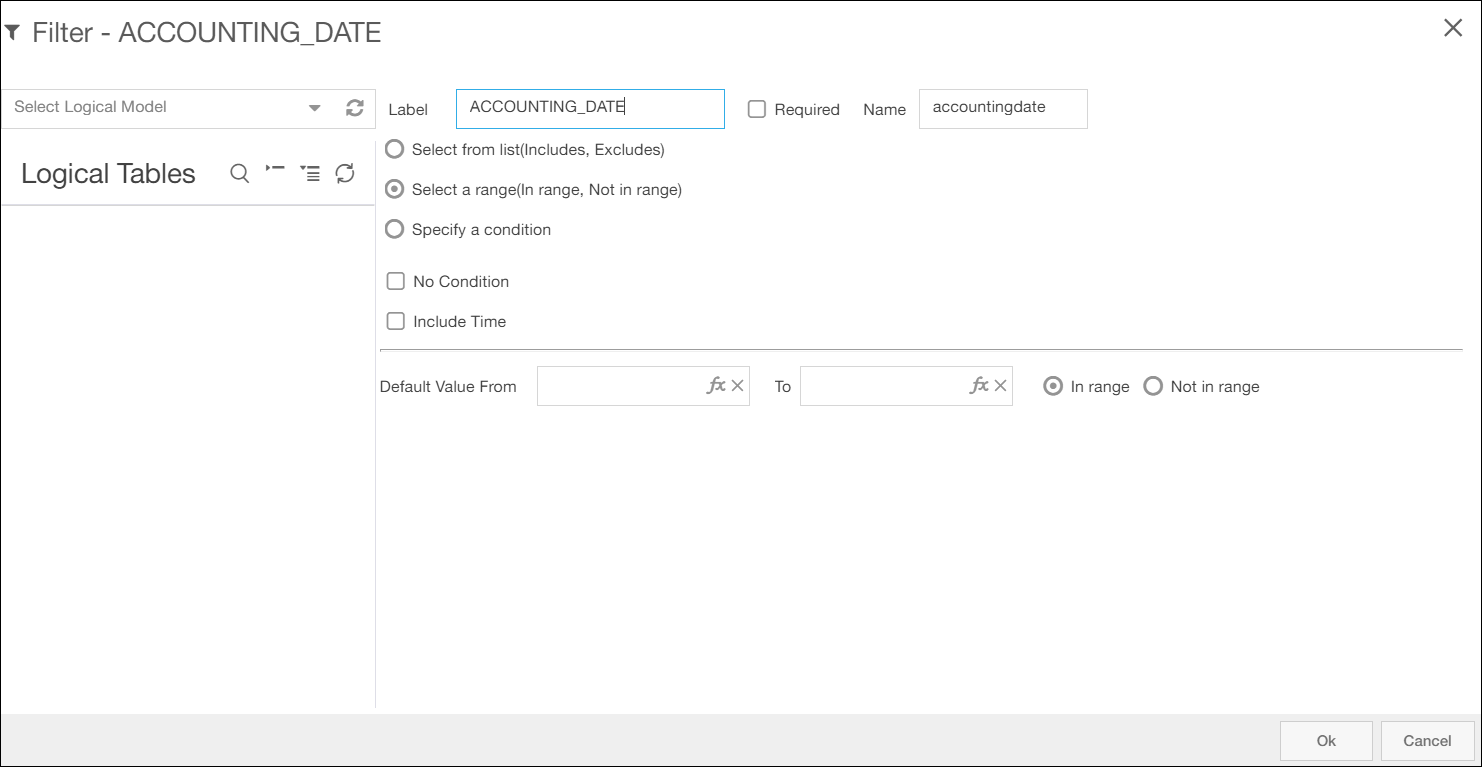 Filter - ACCOUNTING_DATE
Select Logical Model
Label ACCOUNTING_DATE Required Name accountingdate
Logical Tables
Select from list(Includes, Excludes)
Select a range(In range, Not in range)
Specify a condition
No Condition
Include Time
Default Value From fx To fx In range Not in range
Ok Cancel